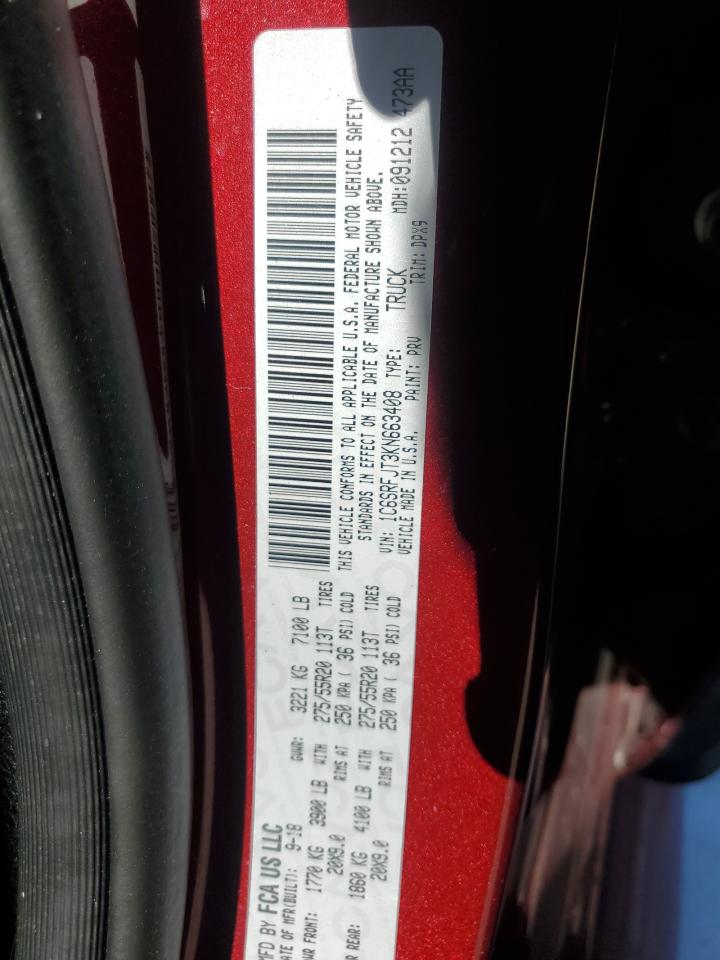 MFD BY FCA US LLC
ATE OF MFR(BUILT): 9-18 GVWR: 3221 KG 7100 LB
WR FRONT: 1770 KG 3900 LB WITH 275/55R20 113T TIRES
20X9.0 RIMS AT 250 KPA ( 36 PSI) COLD
R REAR: 1860 KG 4100 LB WITH 275/55R20 113T TIRES
20X9.0 RIMS AT 250 KPA ( 36 PSI) COLD
THIS VEHICLE CONFORMS TO ALL APPLICABLE U.S.A. FEDERAL MOTOR VEHICLE SAFETY
STANDARDS IN EFFECT ON THE DATE OF MANUFACTURE SHOWN ABOVE.
VIN: 1C6SRFJT3KN663408 TYPE: TRUCK MDH:091212 473AA
VEHICLE MADE IN U.S.A. PAINT: PRV TRIM: DPX9